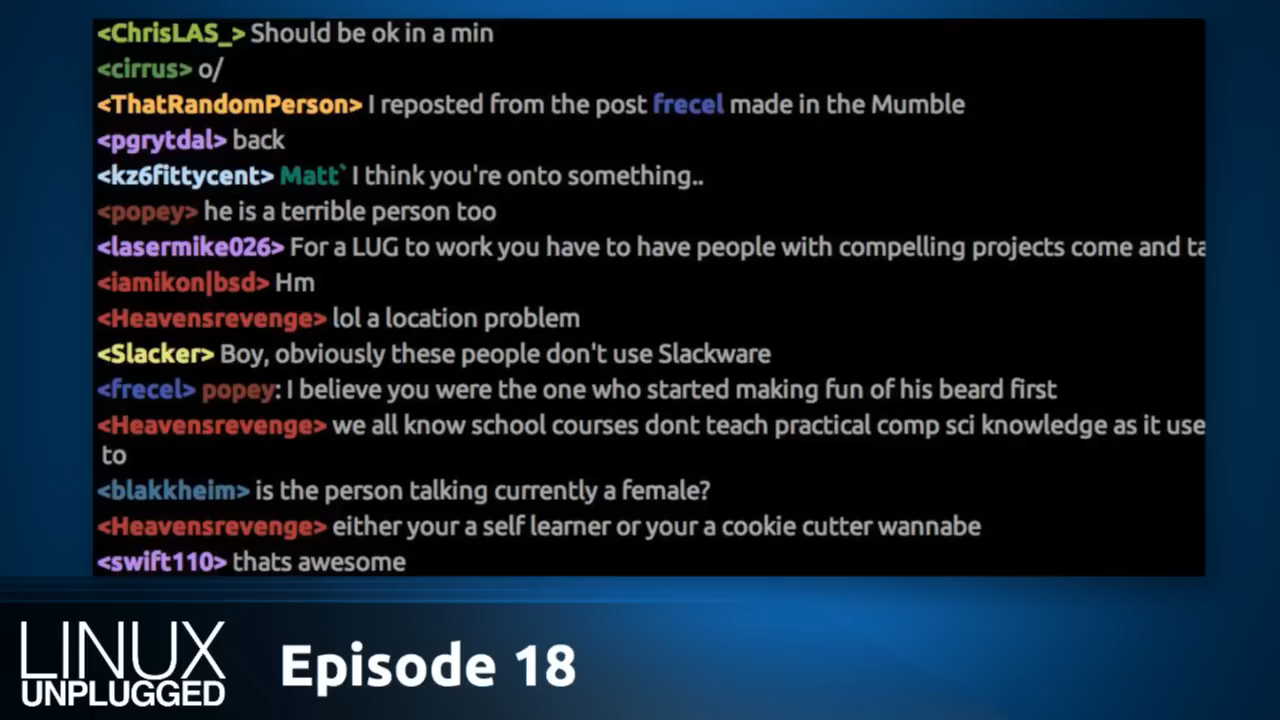 <ChrisLAS_> Should be ok in a min
<cirrus> o/
<ThatRandomPerson> I reposted from the post frecel made in the Mumble
<pgrytdal> back
<kz6fittycent> Matt` I think you're onto something..
<popey> he is a terrible person too
<lasermike026> For a LUG to work you have to have people with compelling projects come and ta
<iamikon|bsd> Hm
<Heavensrevenge> lol a location problem
<Slacker> Boy, obviously these people don't use Slackware
<frecel> popey: I believe you were the one who started making fun of his beard first
<Heavensrevenge> we all know school courses dont teach practical comp sci knowledge as it use
to
<blakkheim> is the person talking currently a female?
<Heavensrevenge> either your a self learner or your a cookie cutter wannabe
<swift110> thats awesome
LINUX
UNPLUGGED
Episode 18